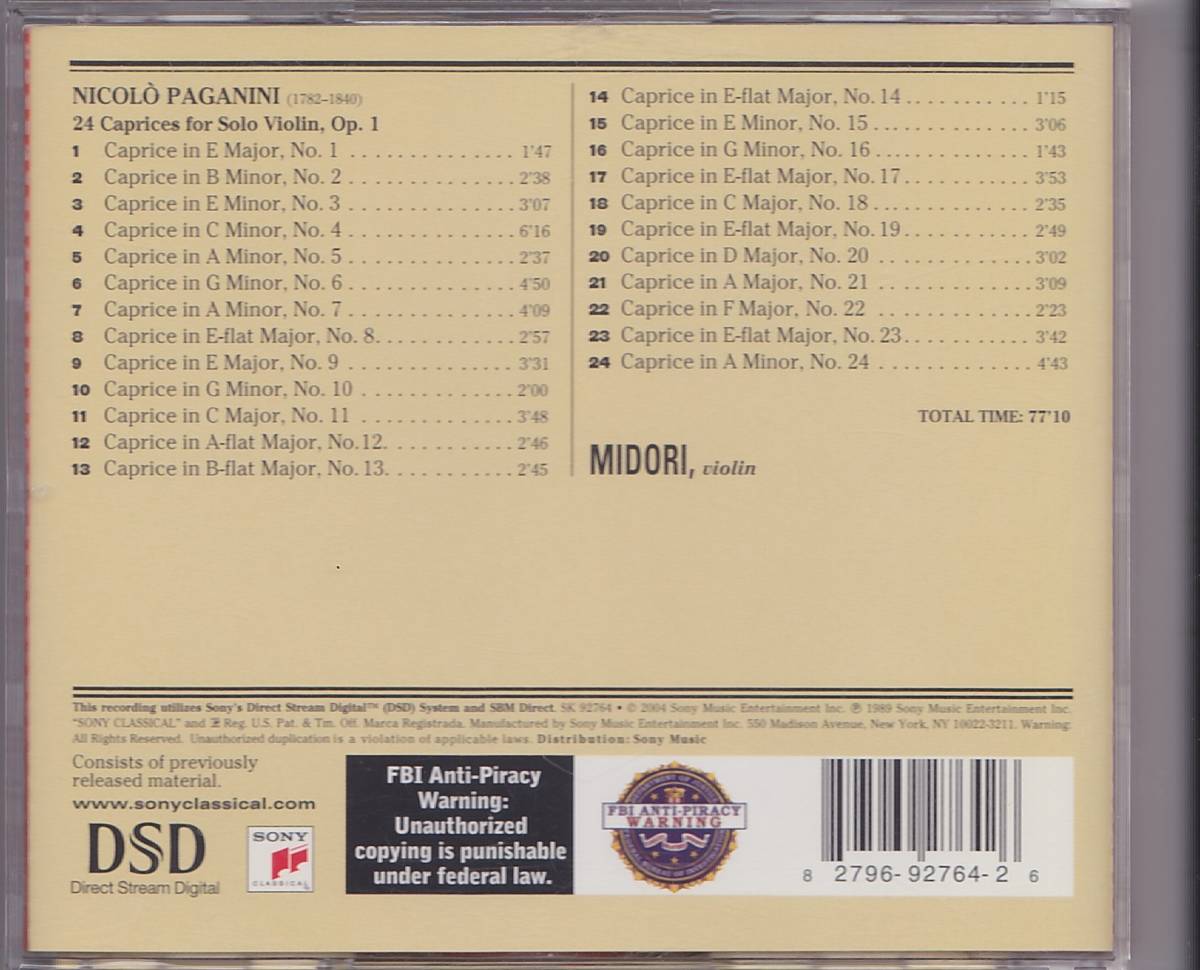 NICOLÒ PAGANINI (1782–1840)
24 Caprices for Solo Violin, Op. 1
1 Caprice in E Major, No. 1 .............. 1'47
2 Caprice in B Minor, No. 2 .............. 2'38
3 Caprice in E Minor, No. 3 .............. 3'07
4 Caprice in C Minor, No. 4 .............. 6'16
5 Caprice in A Minor, No. 5 .............. 2'37
6 Caprice in G Minor, No. 6 .............. 4'50
7 Caprice in A Minor, No. 7 .............. 4'09
8 Caprice in E-flat Major, No. 8. ........... 2'57
9 Caprice in E Major, No. 9 .............. 3'31
10 Caprice in G Minor, No. 10 ............. 2'00
11 Caprice in C Major, No. 11 ............. 3'48
12 Caprice in A-flat Major, No.12. ........... 2'46
13 Caprice in B-flat Major, No. 13. ........... 2'45
14 Caprice in E-flat Major, No. 14 ........... 1'15
15 Caprice in E Minor, No. 15 ............. 3'06
16 Caprice in G Minor, No. 16 ............. 1'43
17 Caprice in E-flat Major, No. 17 ........... 3'53
18 Caprice in C Major, No. 18 ............. 2'35
19 Caprice in E-flat Major, No. 19 ........... 2'49
20 Caprice in D Major, No. 20 ............. 3'02
21 Caprice in A Major, No. 21 ............. 3'09
22 Caprice in F Major, No. 22 ............. 2'23
23 Caprice in E-flat Major, No. 23 ........... 3'42
24 Caprice in A Minor, No. 24 ............. 4'43
TOTAL TIME: 77'10
MIDORI, violin
This recording utilizes Sony's Direct Stream Digital™ (DSD) System and SBM Direct. SK 92764 • © 2004 Sony Music Entertainment Inc. ℗ 1989 Sony Music Entertainment Inc.
"SONY CLASSICAL" and Reg. U.S. Pat. & Tm. Off. Marca Registrada. Manufactured by Sony Music Entertainment Inc. 550 Madison Avenue, New York, NY 10022-3211. Warning:
All Rights Reserved. Unauthorized duplication is a violation of applicable laws. Distribution: Sony Music
Consists of previously
released material.
www.sonyclassical.com
DSD
Direct Stream Digital
SONY
CLASSICAL
FBI Anti-Piracy
Warning:
Unauthorized
copying is punishable
under federal law.
DEPARTMENT OF JUSTICE
FBI ANTI-PIRACY
WARNING
FEDERAL BUREAU OF INVESTIGATION
8 2796-92764-2 6